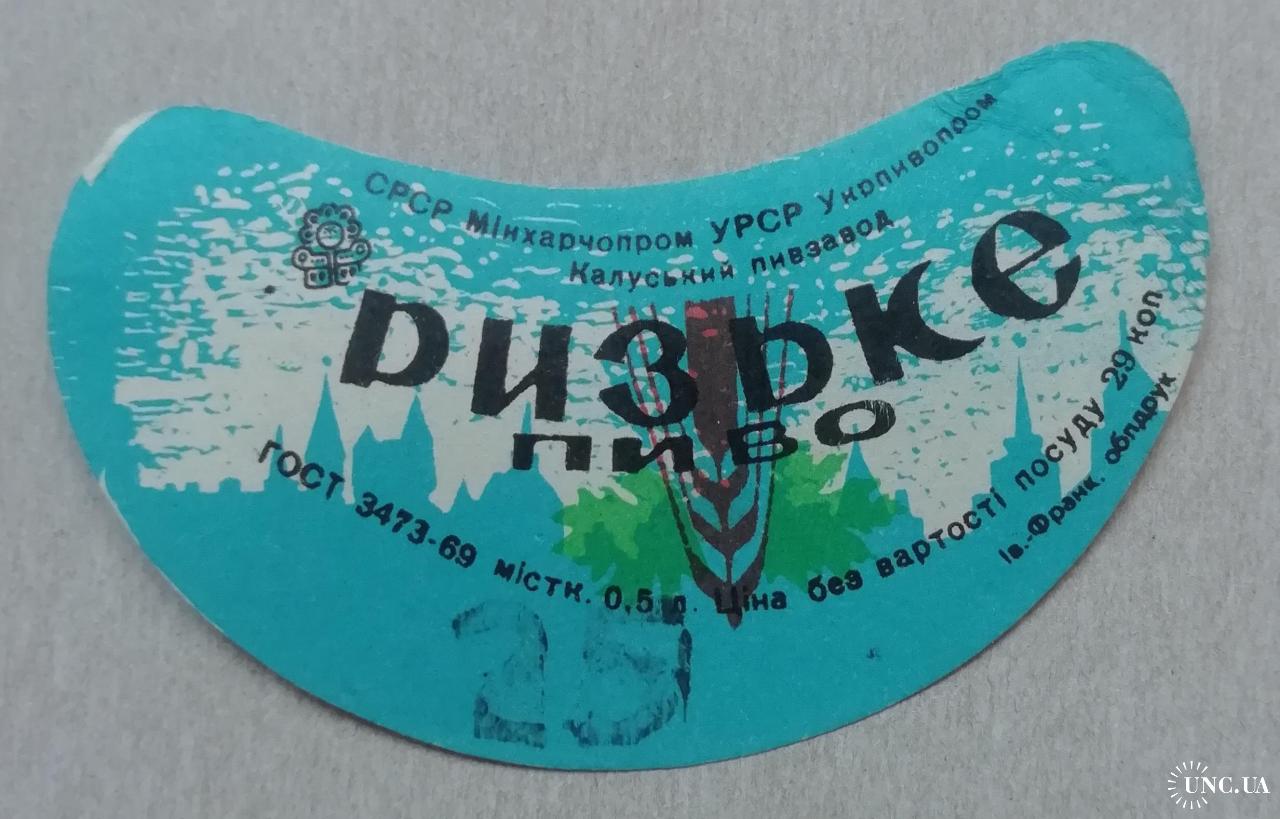 СРСР Мінхарчопром УРСР Укрпивопром
Калуський пивзавод
Ризьке
пиво
ГОСТ 3473-69 містк. 0,5 л. Ціна без вартості посуду 29 коп
Ів.-Франк. облдрук
25
UNC.UA